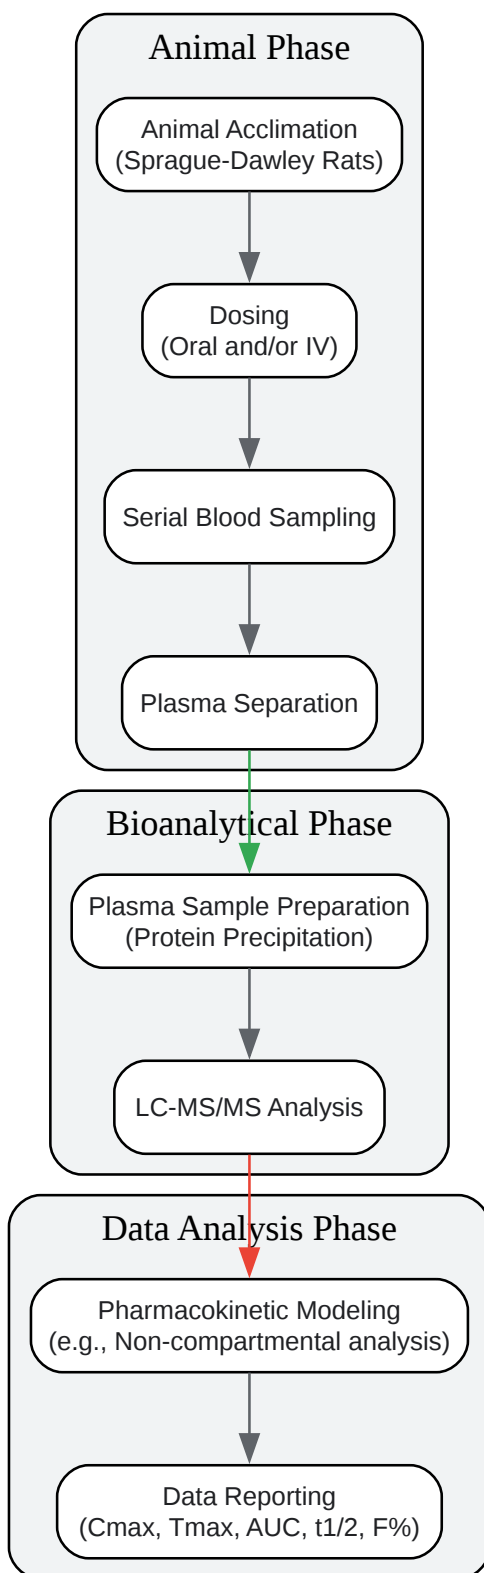 Animal Phase
Animal Acclimation
(Sprague-Dawley Rats)
Dosing
(Oral and/or IV)
Serial Blood Sampling
Plasma Separation
Bioanalytical Phase
Plasma Sample Preparation
(Protein Precipitation)
LC-MS/MS Analysis
Data Analysis Phase
Pharmacokinetic Modeling
(e.g., Non-compartmental analysis)
Data Reporting
(Cmax, Tmax, AUC, t1/2, F%)